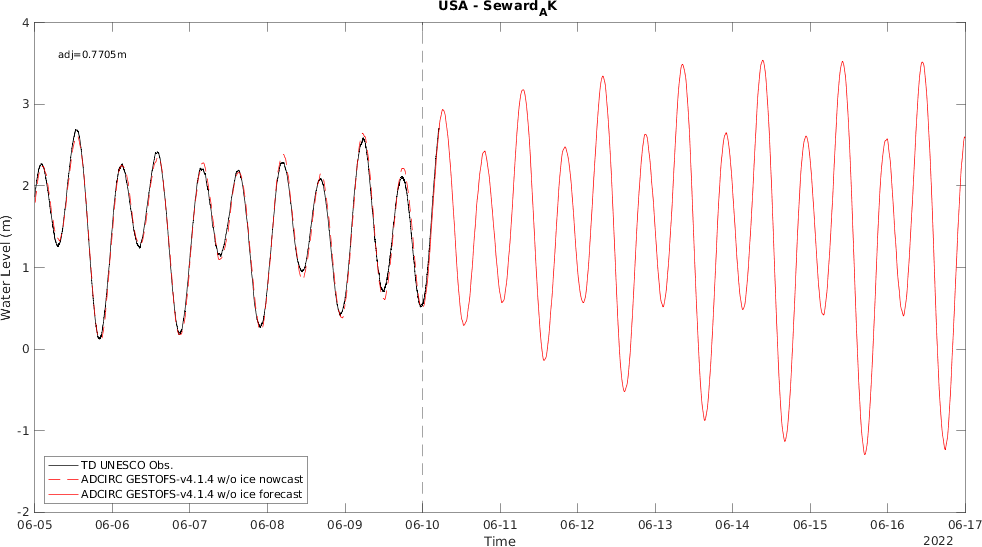 USA - Seward_AK
adj=0.7705m
Water Level (m)
4
3
2
1
0
-1
-2
TD UNESCO Obs.
ADCIRC GESTOFS-v4.1.4 w/o ice nowcast
ADCIRC GESTOFS-v4.1.4 w/o ice forecast
06-05 06-06 06-07 06-08 06-09 06-10 06-11 06-12 06-13 06-14 06-15 06-16 06-17
Time
2022